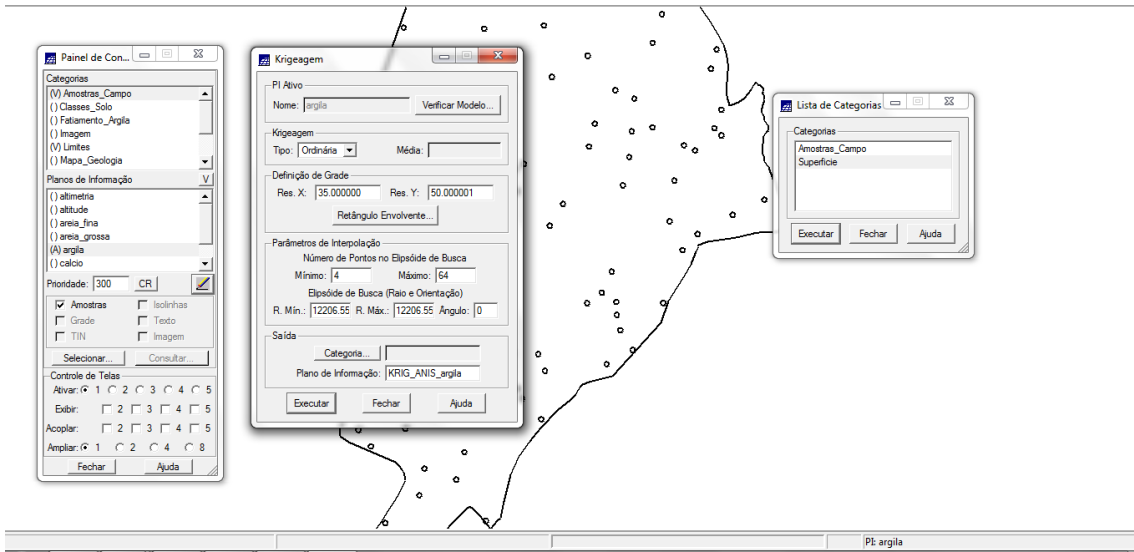 Painel de Con...
Categorias
(V) Amostras_Campo
( ) Classes_Solo
( ) Fatiamento_Argila
( ) Imagem
(V) Limites
( ) Mapa_Geologia
Planos de Informação V
( ) altimetria
( ) altitude
( ) areia_fina
( ) areia_grossa
(A) argila
( ) calcio
Prioridade: 300 CR
Amostras Isolinhas
Grade Texto
TIN Imagem
Selecionar... Consultar...
Controle de Telas
Ativar: 1 2 3 4 5
Exibir: 2 3 4 5
Acoplar: 2 3 4 5
Ampliar: 1 2 4 8
Fechar Ajuda
Krigeagem
PI Ativo
Nome: argila Verificar Modelo...
Krigeagem
Tipo: Ordinária Média:
Definição de Grade
Res. X: 35.000000 Res. Y: 50.000001
Retângulo Envolvente...
Parâmetros de Interpolação
Número de Pontos no Elipsóide de Busca
Mínimo: 4 Máximo: 64
Elipsóide de Busca (Raio e Orientação)
R. Mín.: 12206.55 R. Máx.: 12206.55 Ângulo: 0
Saída
Categoria...
Plano de Informação: KRIG_ANIS_argila
Executar Fechar Ajuda
Lista de Categorias
Categorias
Amostras_Campo
Superficie
Executar Fechar Ajuda
PI: argila